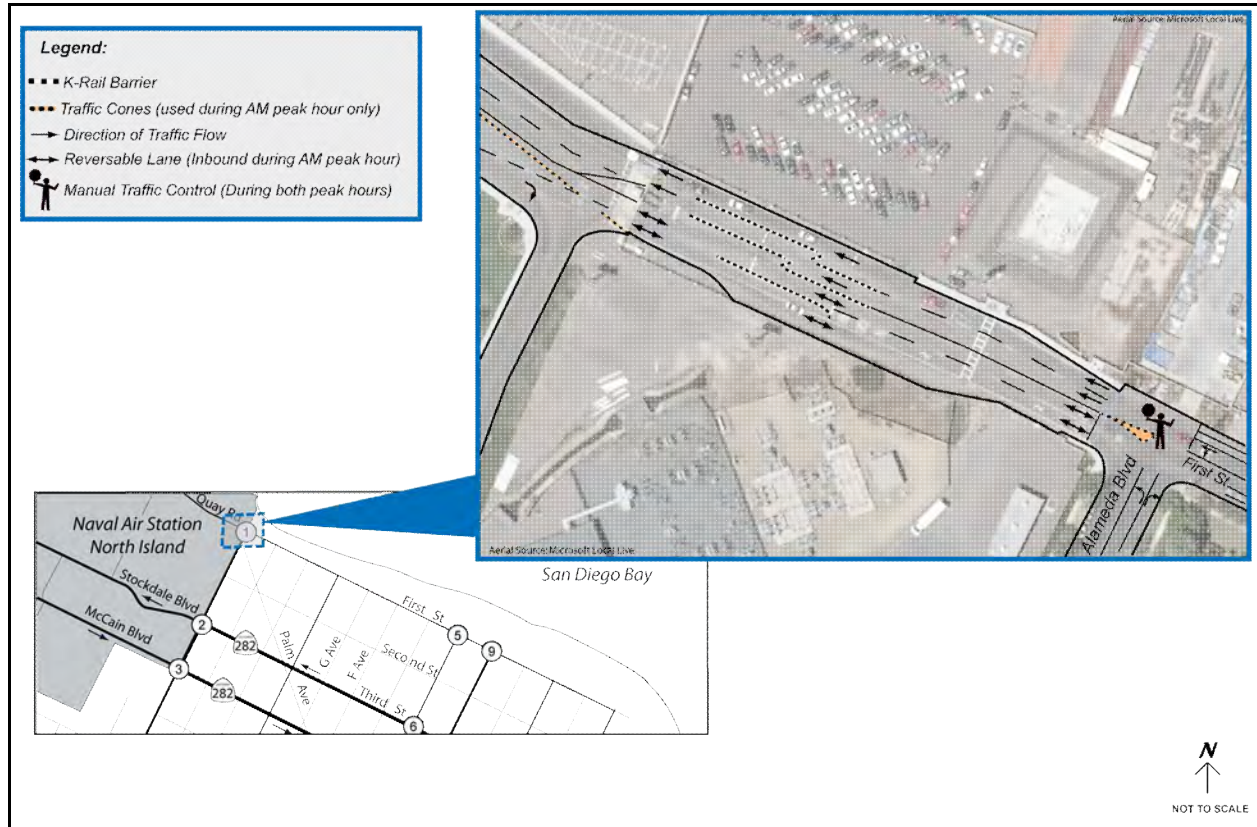 Legend:
K-Rail Barrier
Traffic Cones (used during AM peak hour only)
Direction of Traffic Flow
Reversable Lane (Inbound during AM peak hour)
Manual Traffic Control (During both peak hours)
Aerial Source Microsoft Local Live
First St
Alameda Blvd
Aerial Source: Microsoft Local Live
Quay
1
Naval Air Station
North Island
San Diego Bay
Stockdale Blvd
McCain Blvd
2
3
282
282
Palm
Ave
G Ave
F Ave
First St
Second St
Third St
5
9
6
N
NOT TO SCALE